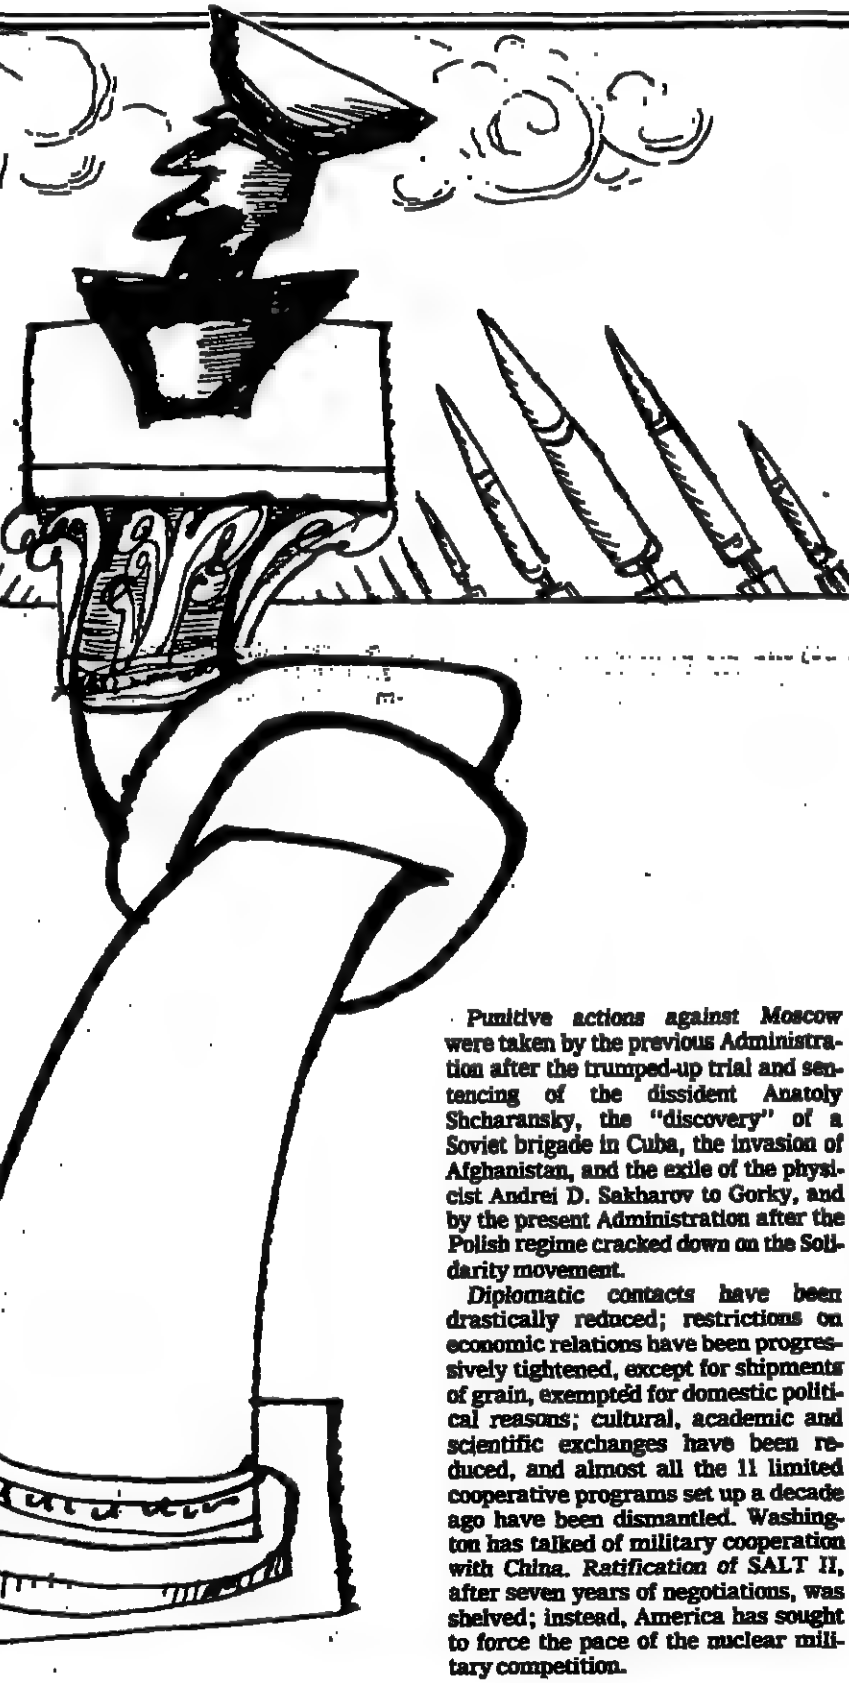 Punitive actions against Moscow
were taken by the previous Administra-
tion after the trumped-up trial and sen-
tencing of the dissident Anatoly
Shcharansky, the "discovery" of a
Soviet brigade in Cuba, the invasion of
Afghanistan, and the exile of the physi-
cist Andrei D. Sakharov to Gorky, and
by the present Administration after the
Polish regime cracked down on the Soli-
darity movement.
Diplomatic contacts have been
drastically reduced; restrictions on
economic relations have been progres-
sively tightened, except for shipments
of grain, exempted for domestic politi-
cal reasons; cultural, academic and
scientific exchanges have been re-
duced, and almost all the 11 limited
cooperative programs set up a decade
ago have been dismantled. Washing-
ton has talked of military cooperation
with China. Ratification of SALT II,
after seven years of negotiations, was
shelved; instead, America has sought
to force the pace of the nuclear mili-
tary competition.